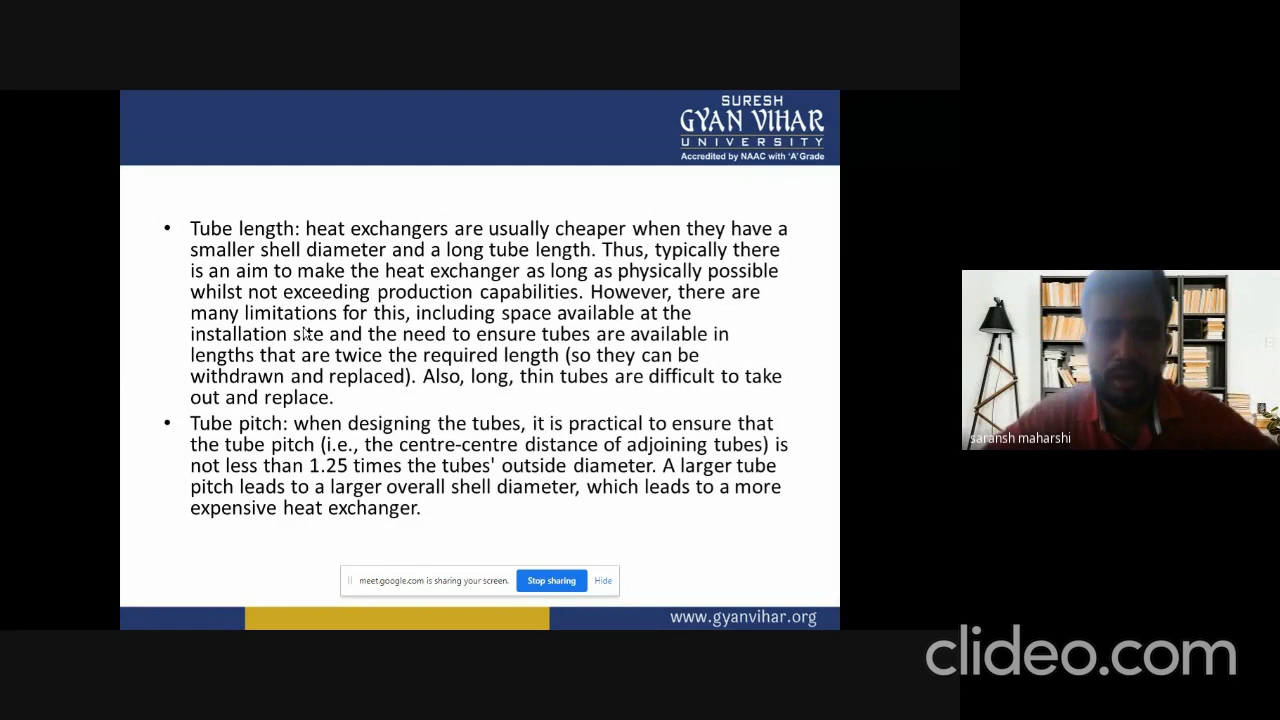 SURESH
GYAN VIHAR
UNIVERSITY
Accredited by NAAC with 'A' Grade
• Tube length: heat exchangers are usually cheaper when they have a
smaller shell diameter and a long tube length. Thus, typically there
is an aim to make the heat exchanger as long as physically possible
whilst not exceeding production capabilities. However, there are
many limitations for this, including space available at the
installation site and the need to ensure tubes are available in
lengths that are twice the required length (so they can be
withdrawn and replaced). Also, long, thin tubes are difficult to take
out and replace.
• Tube pitch: when designing the tubes, it is practical to ensure that
the tube pitch (i.e., the centre-centre distance of adjoining tubes) is
not less than 1.25 times the tubes' outside diameter. A larger tube
pitch leads to a larger overall shell diameter, which leads to a more
expensive heat exchanger.
saransh maharshi
meet.google.com is sharing your screen. Stop sharing Hide
www.gyanvihar.org
clideo.com